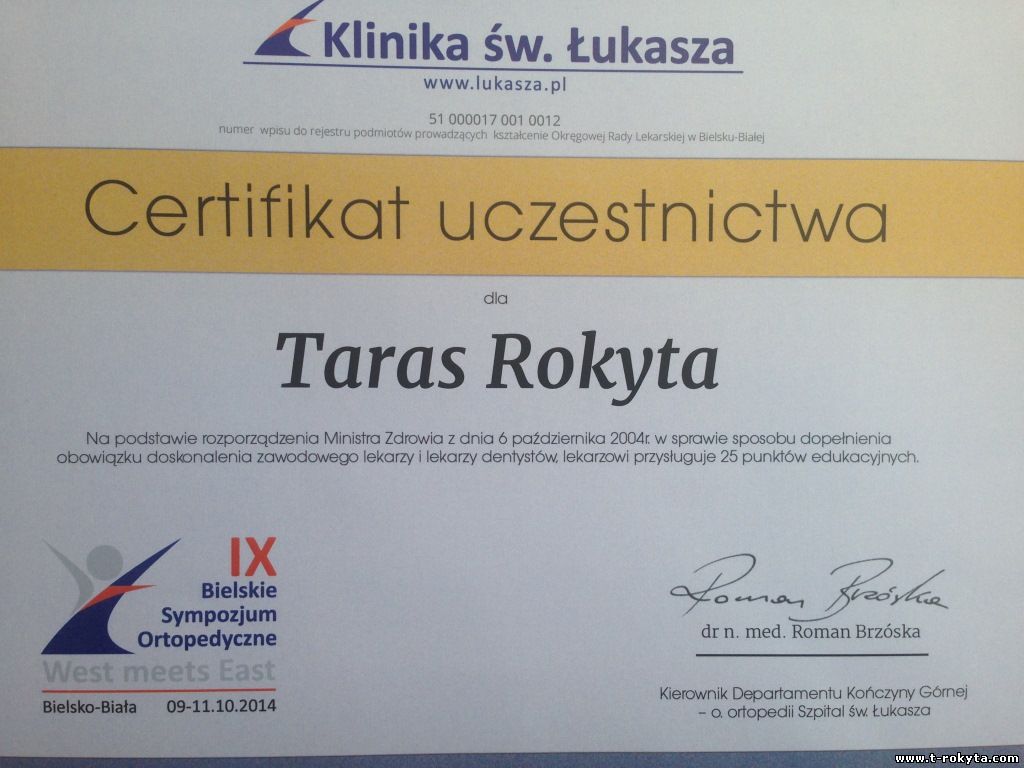 Klinika św. Łukasza
www.lukasza.pl
51 000017 001 0012
numer wpisu do rejestru podmiotów prowadzących kształcenie Okręgowej Rady Lekarskiej w Bielsku-Białej
Certifikat uczestnictwa
dla
Taras Rokyta
Na podstawie rozporządzenia Ministra Zdrowia z dnia 6 października 2004r. w sprawie sposobu dopełnienia
obowiązku doskonalenia zawodowego lekarzy i lekarzy dentystów, lekarzowi przysługuje 25 punktów edukacyjnych.
IX
Bielskie
Sympozjum
Ortopedyczne
West meets East
Bielsko-Biała 09-11.10.2014
Roman Brzóska
dr n. med. Roman Brzóska
Kierownik Departamentu Kończyny Górnej
– o. ortopedii Szpital św. Łukasza
www.t-rokyta.com